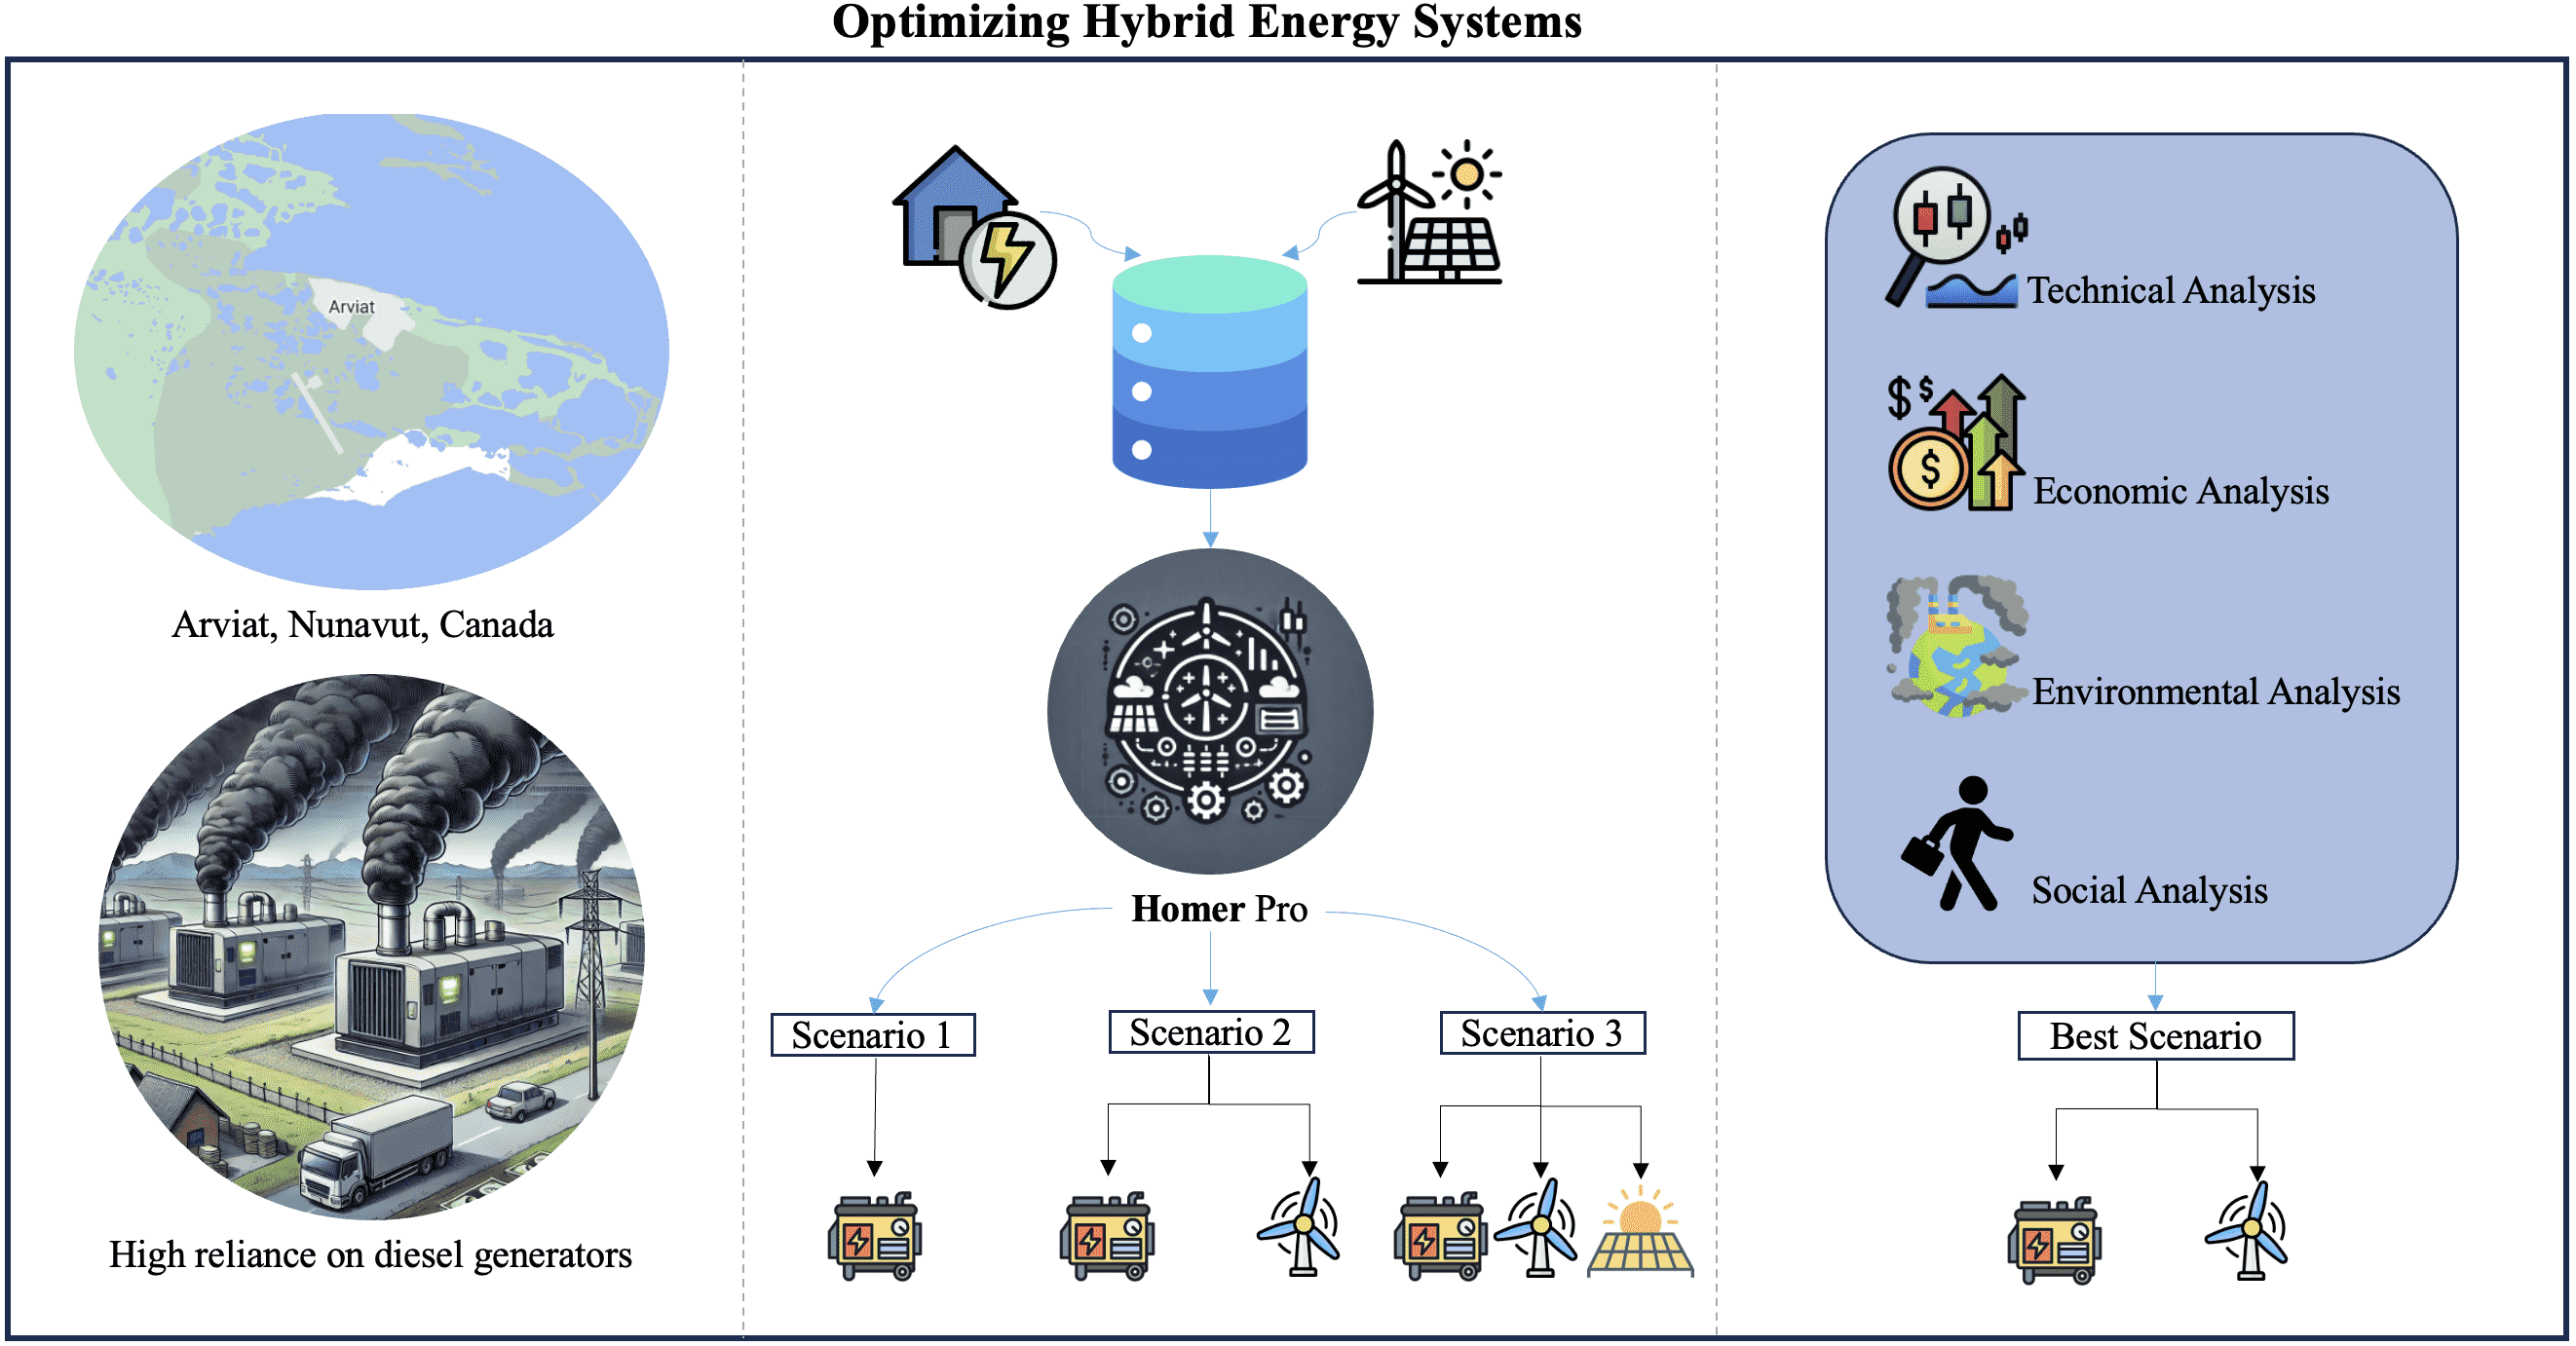 Optimizing Hybrid Energy Systems
Arviat
Arviat, Nunavut, Canada
High reliance on diesel generators
Homer Pro
Scenario 1
Scenario 2
Scenario 3
$ $
$
Technical Analysis
Economic Analysis
Environmental Analysis
Social Analysis
Best Scenario